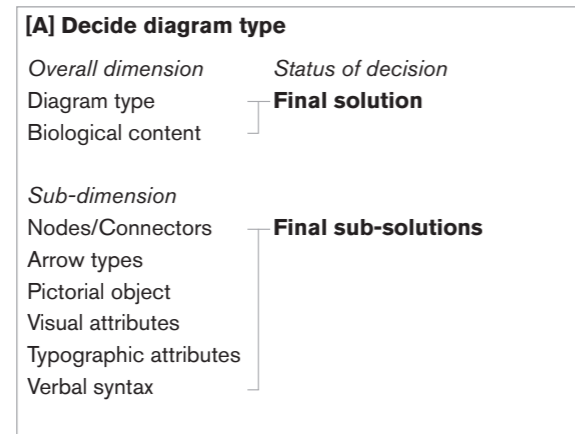 [A] Decide diagram type
Overall dimension Status of decision
Diagram type Final solution
Biological content
Sub-dimension
Nodes/Connectors Final sub-solutions
Arrow types
Pictorial object
Visual attributes
Typographic attributes
Verbal syntax